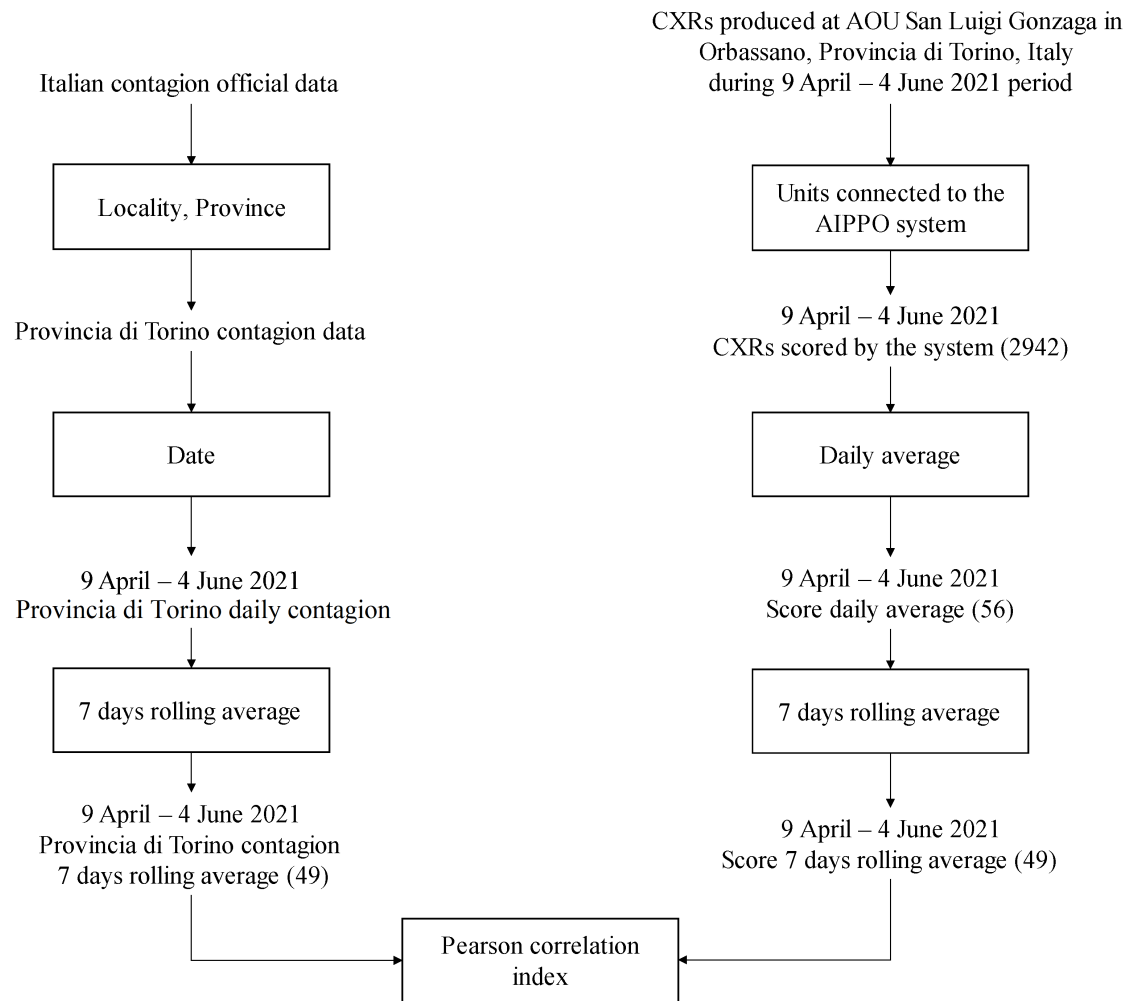 Italian contagion official data
Locality, Province
Provincia di Torino contagion data
Date
9 April – 4 June 2021
Provincia di Torino daily contagion
7 days rolling average
9 April – 4 June 2021
Provincia di Torino contagion
7 days rolling average (49)
CXRs produced at AOU San Luigi Gonzaga in
Orbassano, Provincia di Torino, Italy
during 9 April – 4 June 2021 period
Units connected to the
AIPPO system
9 April – 4 June 2021
CXRs scored by the system (2942)
Daily average
9 April – 4 June 2021
Score daily average (56)
7 days rolling average
9 April – 4 June 2021
Score 7 days rolling average (49)
Pearson correlation
index